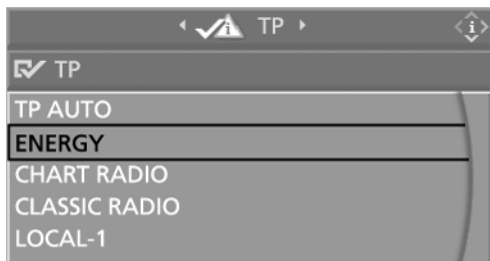 TP
TP
TP AUTO
ENERGY
CHART RADIO
CLASSIC RADIO
LOCAL-1